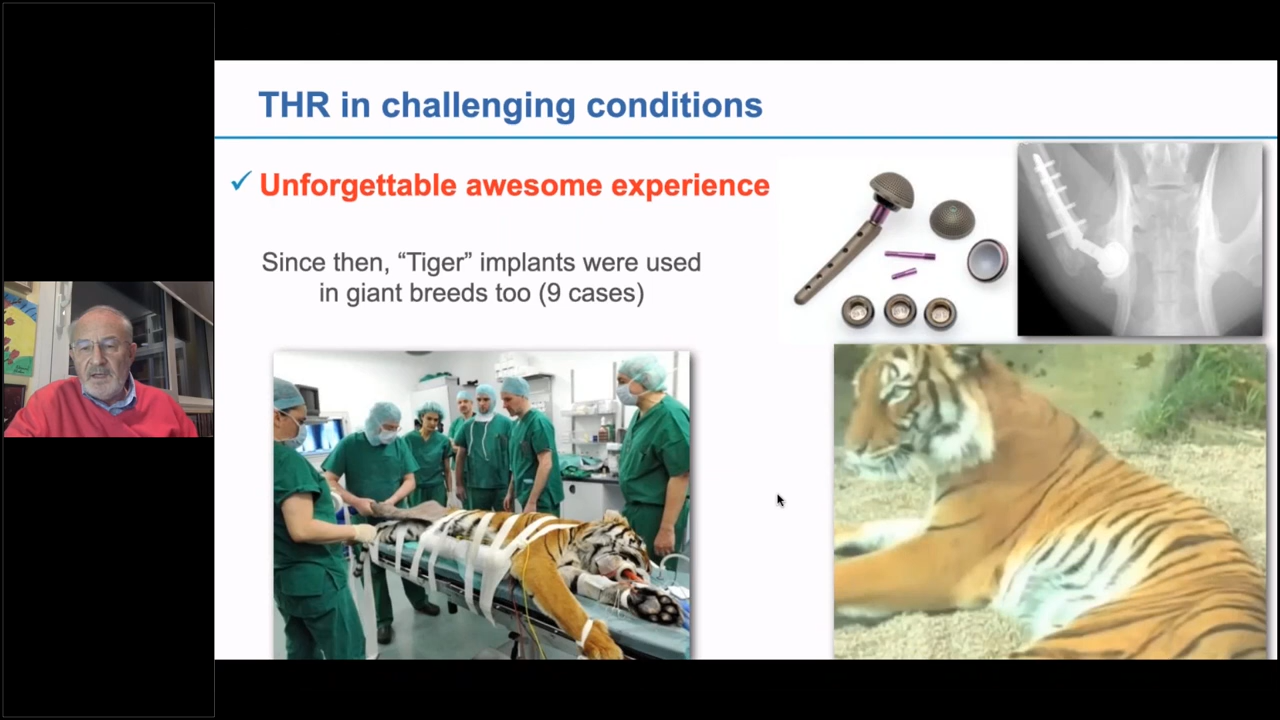 THR in challenging conditions
✓ Unforgettable awesome experience
Since then, “Tiger” implants were used
in giant breeds too (9 cases)